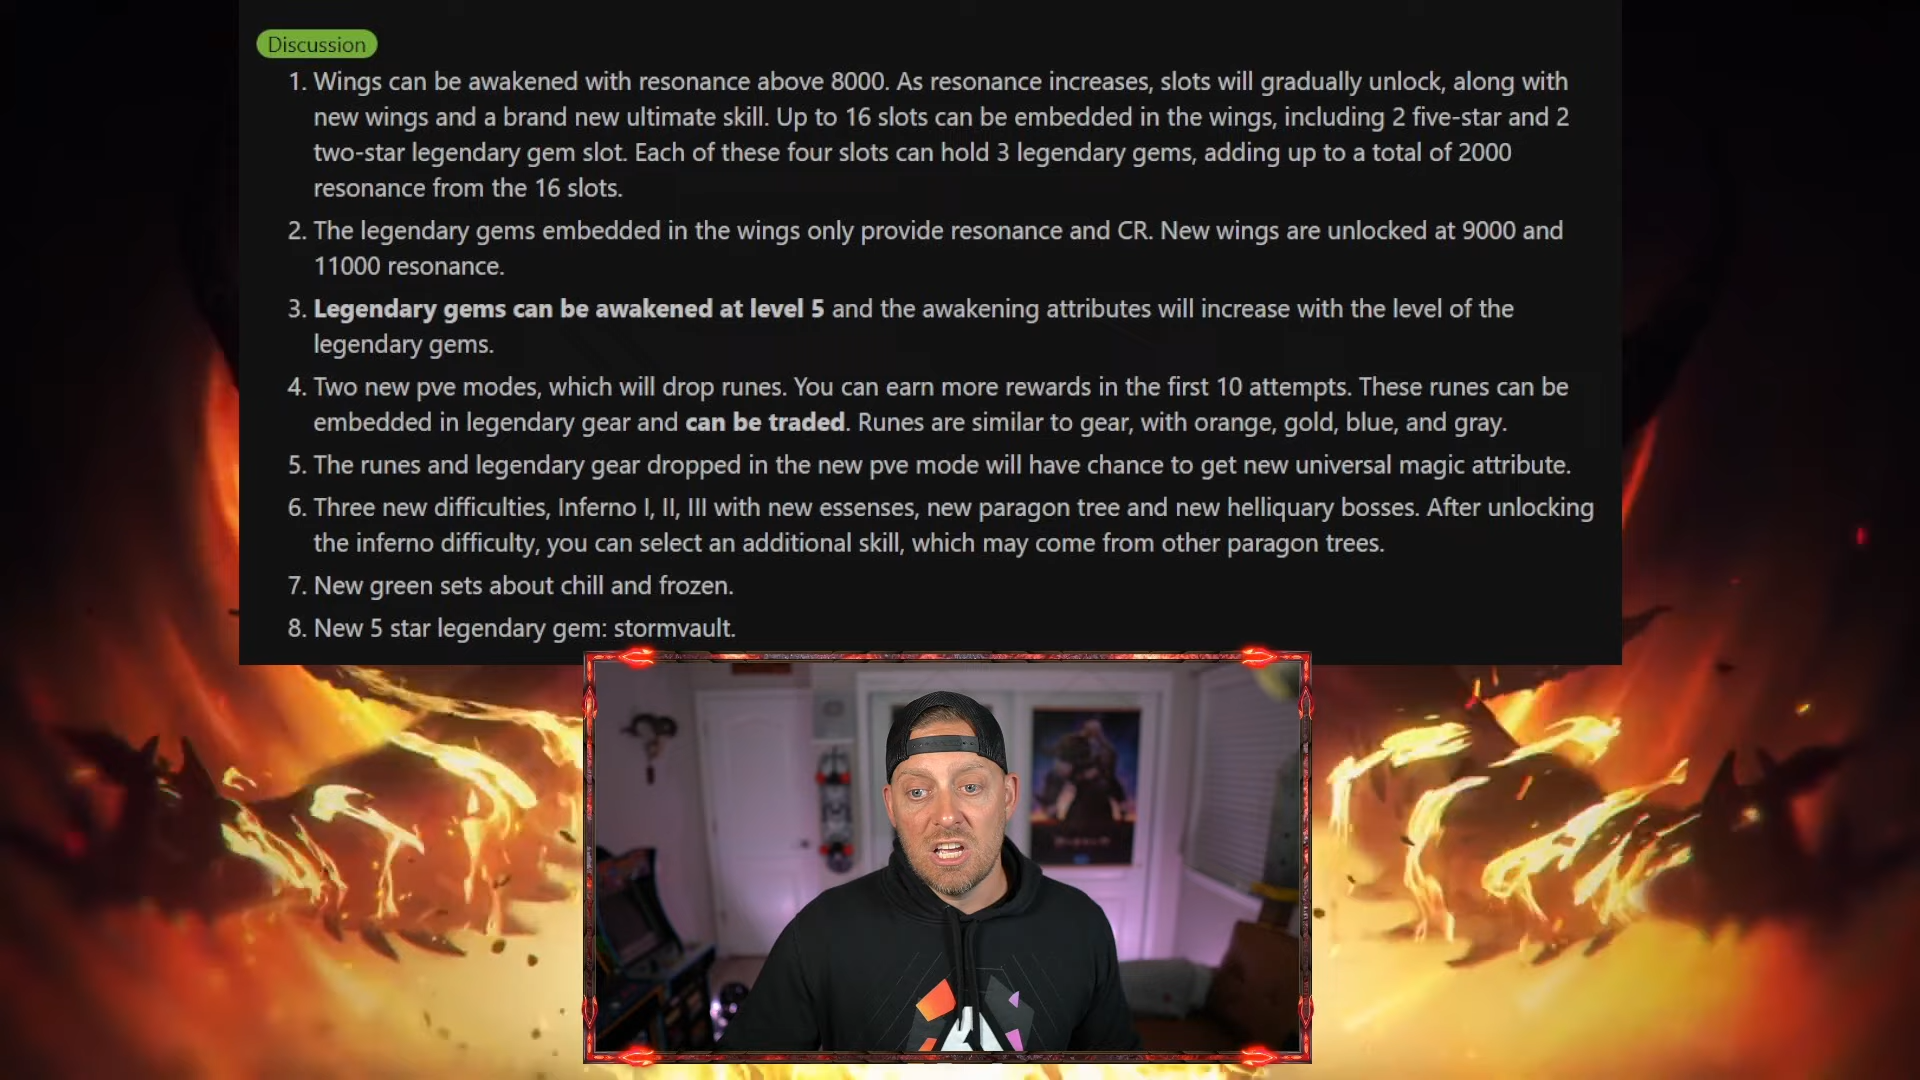 Discussion
1. Wings can be awakened with resonance above 8000. As resonance increases, slots will gradually unlock, along with
new wings and a brand new ultimate skill. Up to 16 slots can be embedded in the wings, including 2 five-star and 2
two-star legendary gem slot. Each of these four slots can hold 3 legendary gems, adding up to a total of 2000
resonance from the 16 slots.
2. The legendary gems embedded in the wings only provide resonance and CR. New wings are unlocked at 9000 and
11000 resonance.
3. Legendary gems can be awakened at level 5 and the awakening attributes will increase with the level of the
legendary gems.
4. Two new pve modes, which will drop runes. You can earn more rewards in the first 10 attempts. These runes can be
embedded in legendary gear and can be traded. Runes are similar to gear, with orange, gold, blue, and gray.
5. The runes and legendary gear dropped in the new pve mode will have chance to get new universal magic attribute.
6. Three new difficulties, Inferno I, II, III with new essenses, new paragon tree and new helliquary bosses. After unlocking
the inferno difficulty, you can select an additional skill, which may come from other paragon trees.
7. New green sets about chill and frozen.
8. New 5 star legendary gem: stormvault.